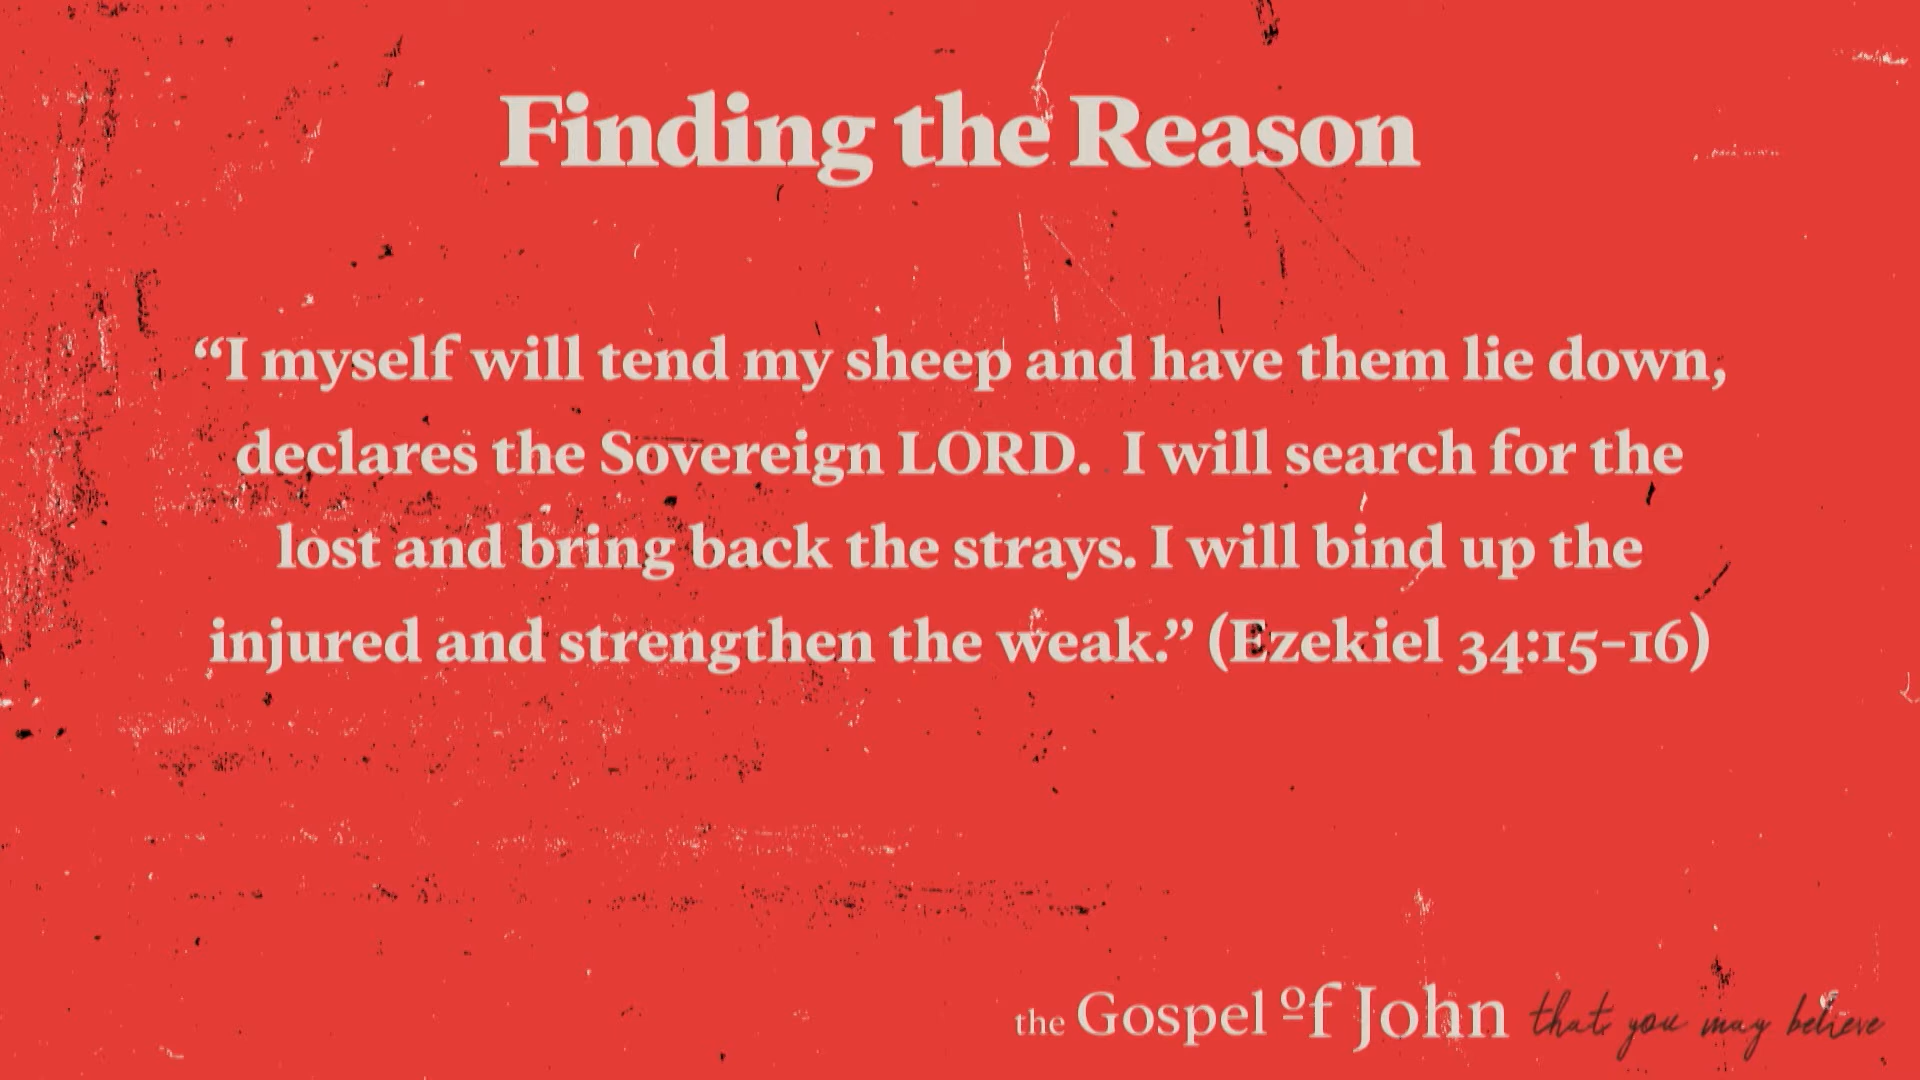 Finding the Reason
“I myself will tend my sheep and have them lie down,
declares the Sovereign LORD.  I will search for the
lost and bring back the strays. I will bind up the
injured and strengthen the weak.” (Ezekiel 34:15–16)
the Gospel of John that you may believe